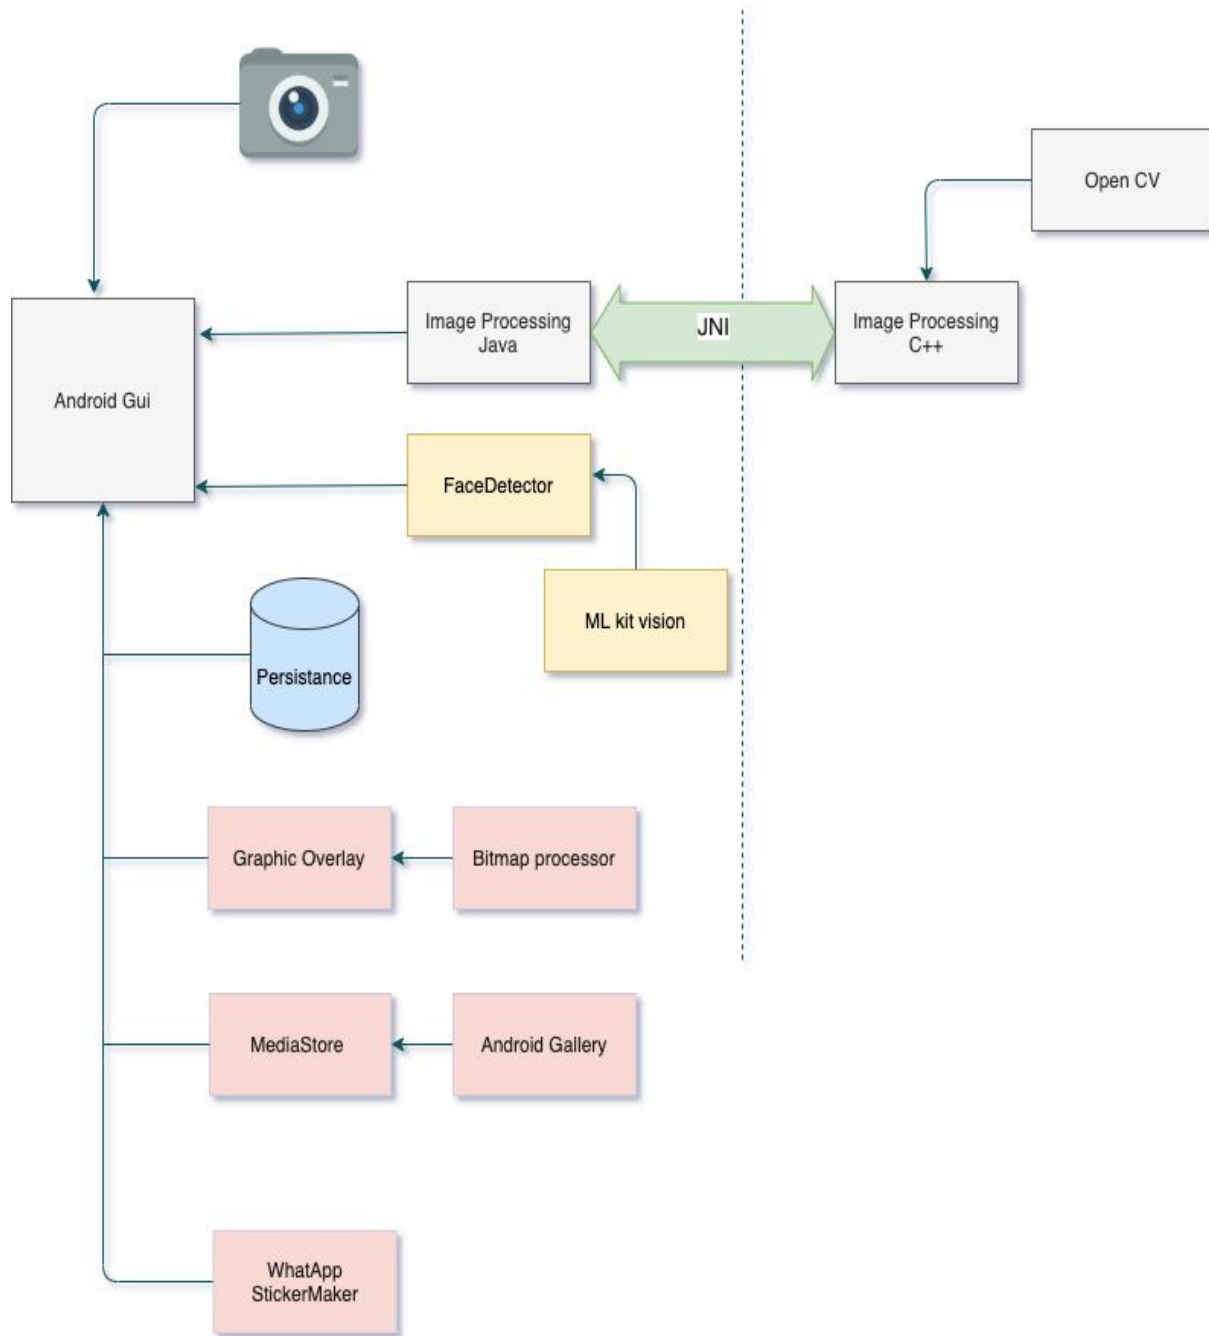 Open CV
Image Processing
Java
JNI
Image Processing
C++
Android Gui
FaceDetector
ML kit vision
Persistance
Graphic Overlay
Bitmap processor
MediaStore
Android Gallery
WhatApp
StickerMaker